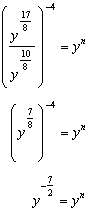 (y^(17/8) / y^(10/8))^(-4) = y^n
(y^(7/8))^(-4) = y^n
y^(-7/2) = y^n